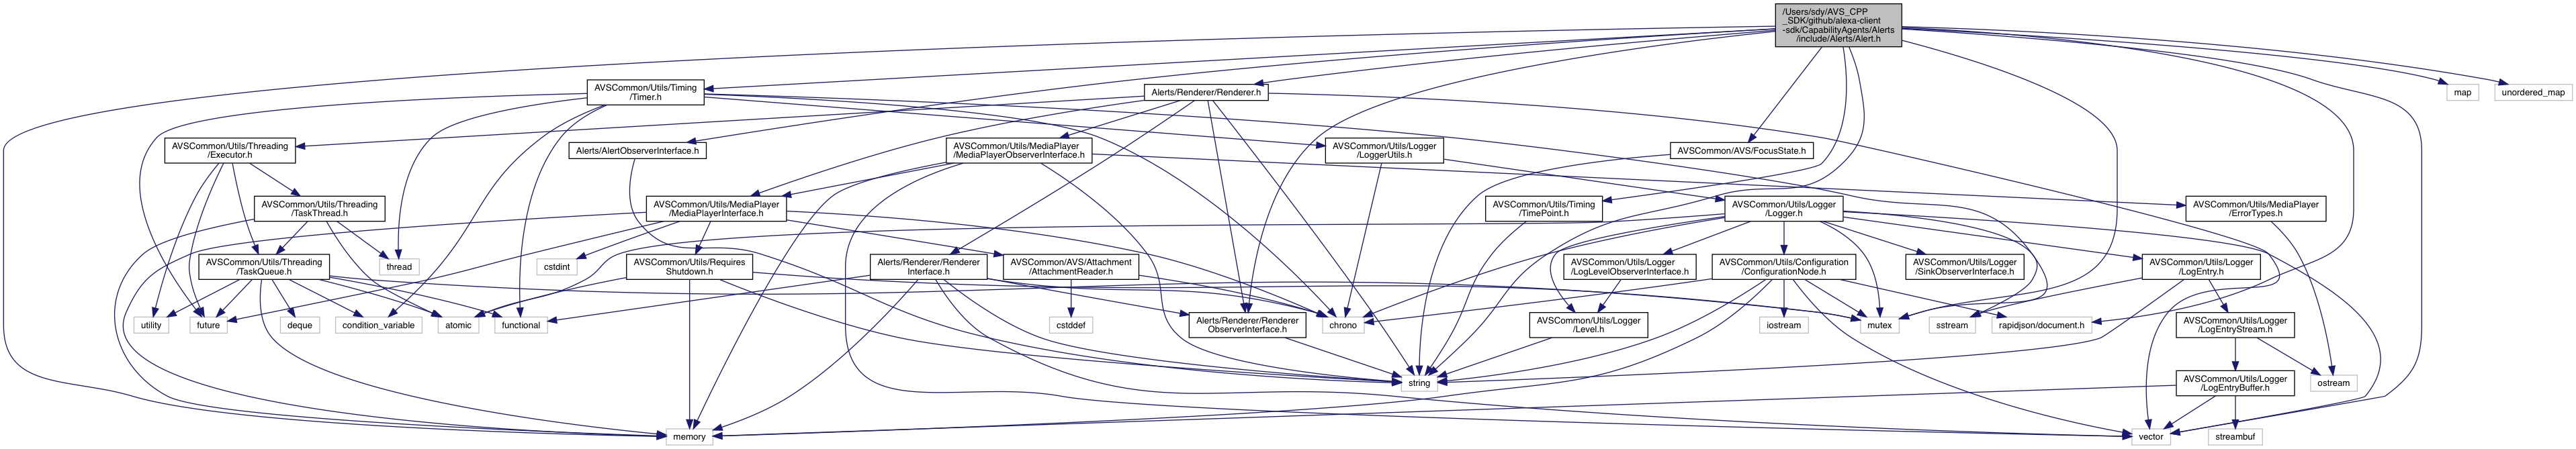 /Users/sdy/AVS_CPP
_SDK/github/alexa-client
-sdk/CapabilityAgents/Alerts
/include/Alerts/Alert.h
AVSCommon/Utils/Timing
/Timer.h
Alerts/Renderer/Renderer.h
map
unordered_map
AVSCommon/Utils/Threading
/Executor.h
Alerts/AlertObserverInterface.h
AVSCommon/Utils/MediaPlayer
/MediaPlayerObserverInterface.h
AVSCommon/Utils/Logger
/LoggerUtils.h
AVSCommon/AVS/FocusState.h
AVSCommon/Utils/Threading
/TaskThread.h
AVSCommon/Utils/MediaPlayer
/MediaPlayerInterface.h
AVSCommon/Utils/Timing
/TimePoint.h
AVSCommon/Utils/Logger
/Logger.h
AVSCommon/Utils/MediaPlayer
/ErrorTypes.h
AVSCommon/Utils/Threading
/TaskQueue.h
thread
cstdint
AVSCommon/Utils/Requires
Shutdown.h
Alerts/Renderer/Renderer
Interface.h
AVSCommon/AVS/Attachment
/AttachmentReader.h
AVSCommon/Utils/Logger
/LogLevelObserverInterface.h
AVSCommon/Utils/Configuration
/ConfigurationNode.h
AVSCommon/Utils/Logger
/SinkObserverInterface.h
AVSCommon/Utils/Logger
/LogEntry.h
utility
future
deque
condition_variable
atomic
functional
cstddef
Alerts/Renderer/Renderer
ObserverInterface.h
chrono
AVSCommon/Utils/Logger
/Level.h
iostream
mutex
sstream
rapidjson/document.h
AVSCommon/Utils/Logger
/LogEntryStream.h
string
AVSCommon/Utils/Logger
/LogEntryBuffer.h
ostream
memory
vector
streambuf